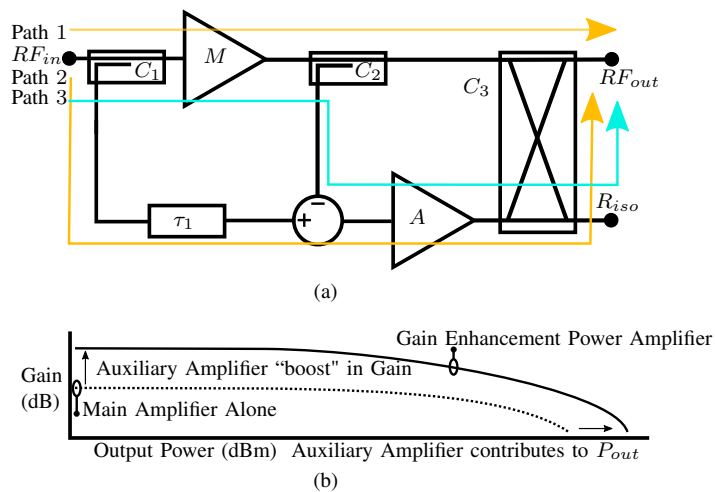 Path 1
RF_in
Path 2
Path 3
C_1
M
C_2
C_3
RF_out
R_iso
τ_1
+
−
A
(a)
Gain Enhancement Power Amplifier
Auxiliary Amplifier “boost" in Gain
Gain
(dB)
Main Amplifier Alone
Output Power (dBm) Auxiliary Amplifier contributes to P_out
(b)